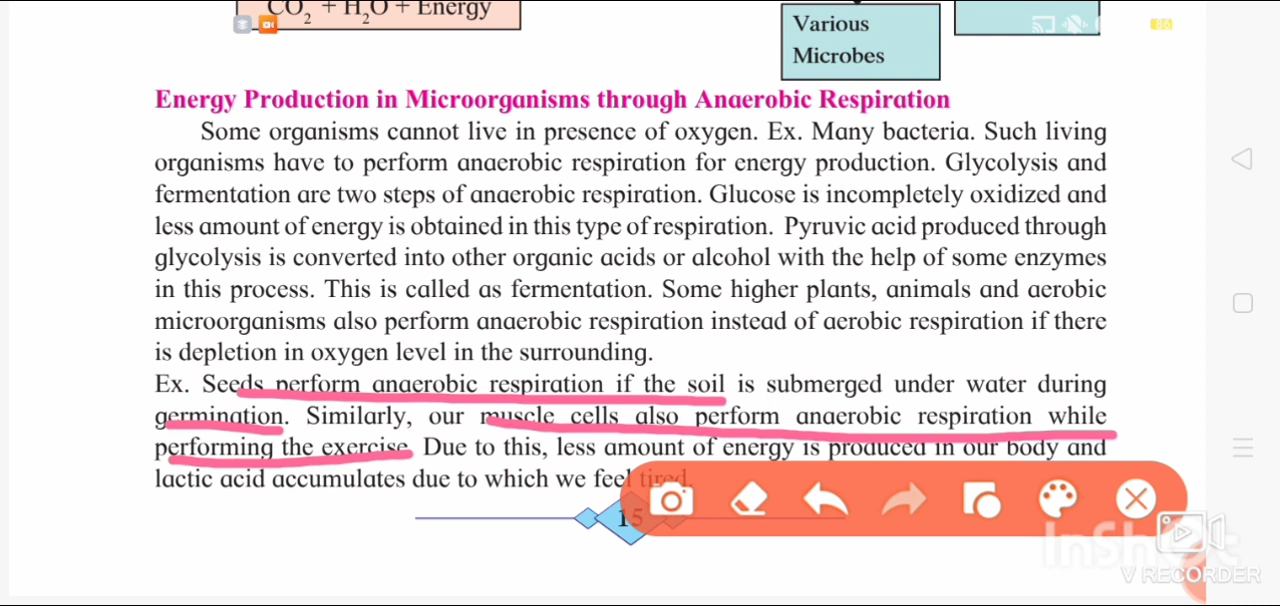 CO2 + H2O + Energy
Various
Microbes
86
Energy Production in Microorganisms through Anaerobic Respiration
Some organisms cannot live in presence of oxygen. Ex. Many bacteria. Such living
organisms have to perform anaerobic respiration for energy production. Glycolysis and
fermentation are two steps of anaerobic respiration. Glucose is incompletely oxidized and
less amount of energy is obtained in this type of respiration. Pyruvic acid produced through
glycolysis is converted into other organic acids or alcohol with the help of some enzymes
in this process. This is called as fermentation. Some higher plants, animals and aerobic
microorganisms also perform anaerobic respiration instead of aerobic respiration if there
is depletion in oxygen level in the surrounding.
Ex. Seeds perform anaerobic respiration if the soil is submerged under water during
germination. Similarly, our muscle cells also perform anaerobic respiration while
performing the exercise. Due to this, less amount of energy is produced in our body and
lactic acid accumulates due to which we feel tired.
15
InSh
V RECORDER